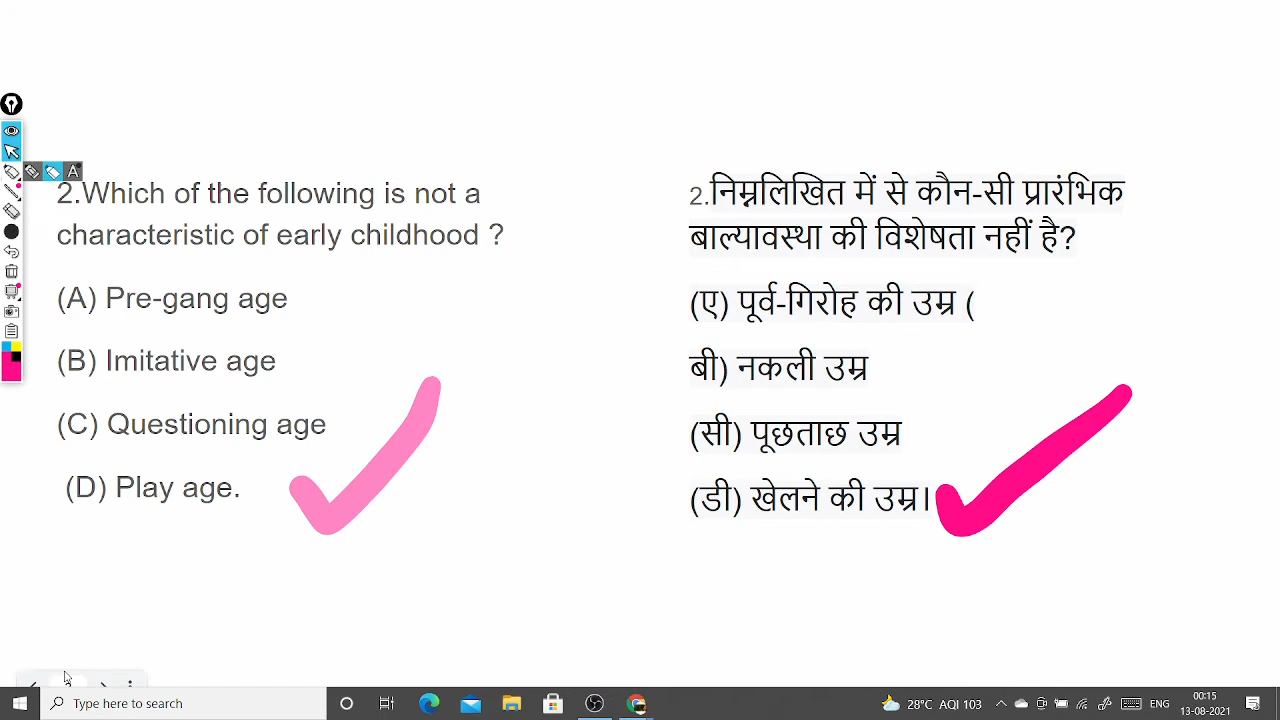 2.Which of the following is not a
characteristic of early childhood ?
(A) Pre-gang age
(B) Imitative age
(C) Questioning age
(D) Play age.
2.निम्नलिखित में से कौन-सी प्रारंभिक
बाल्यावस्था की विशेषता नहीं है?
(ए) पूर्व-गिरोह की उम्र (
बी) नकली उम्र
(सी) पूछताछ उम्र
(डी) खेलने की उम्र।
A
Type here to search
28°C AQI 103
ENG
00:15
13-08-2021